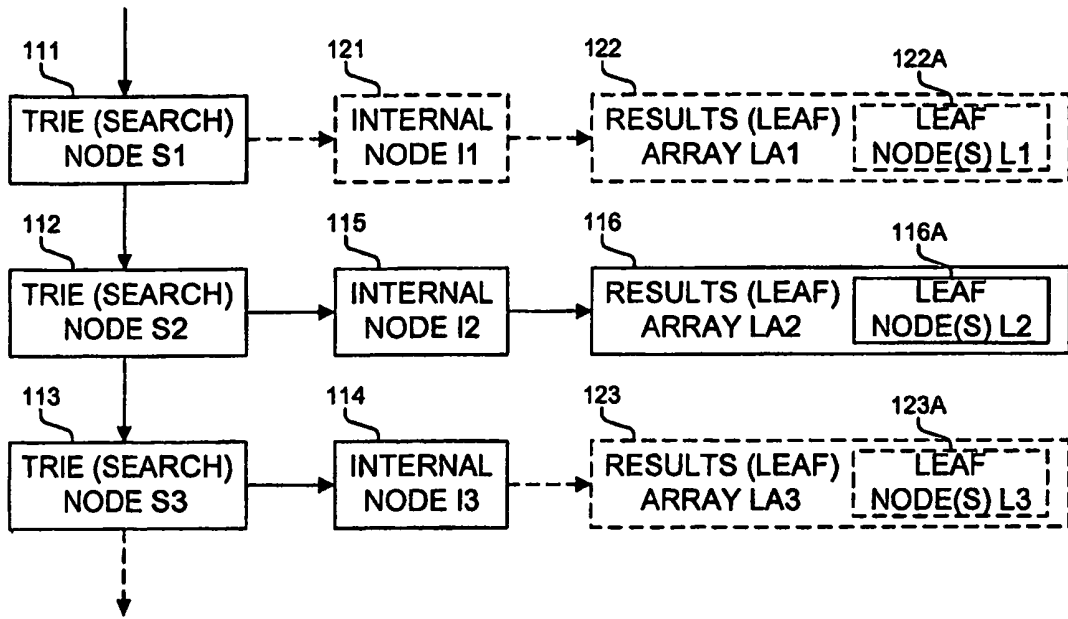 111
121
122
122A
TRIE (SEARCH)
NODE S1
INTERNAL
NODE I1
RESULTS (LEAF)
ARRAY LA1
LEAF
NODE(S) L1
112
115
116
116A
TRIE (SEARCH)
NODE S2
INTERNAL
NODE I2
RESULTS (LEAF)
ARRAY LA2
LEAF
NODE(S) L2
113
114
123
123A
TRIE (SEARCH)
NODE S3
INTERNAL
NODE I3
RESULTS (LEAF)
ARRAY LA3
LEAF
NODE(S) L3